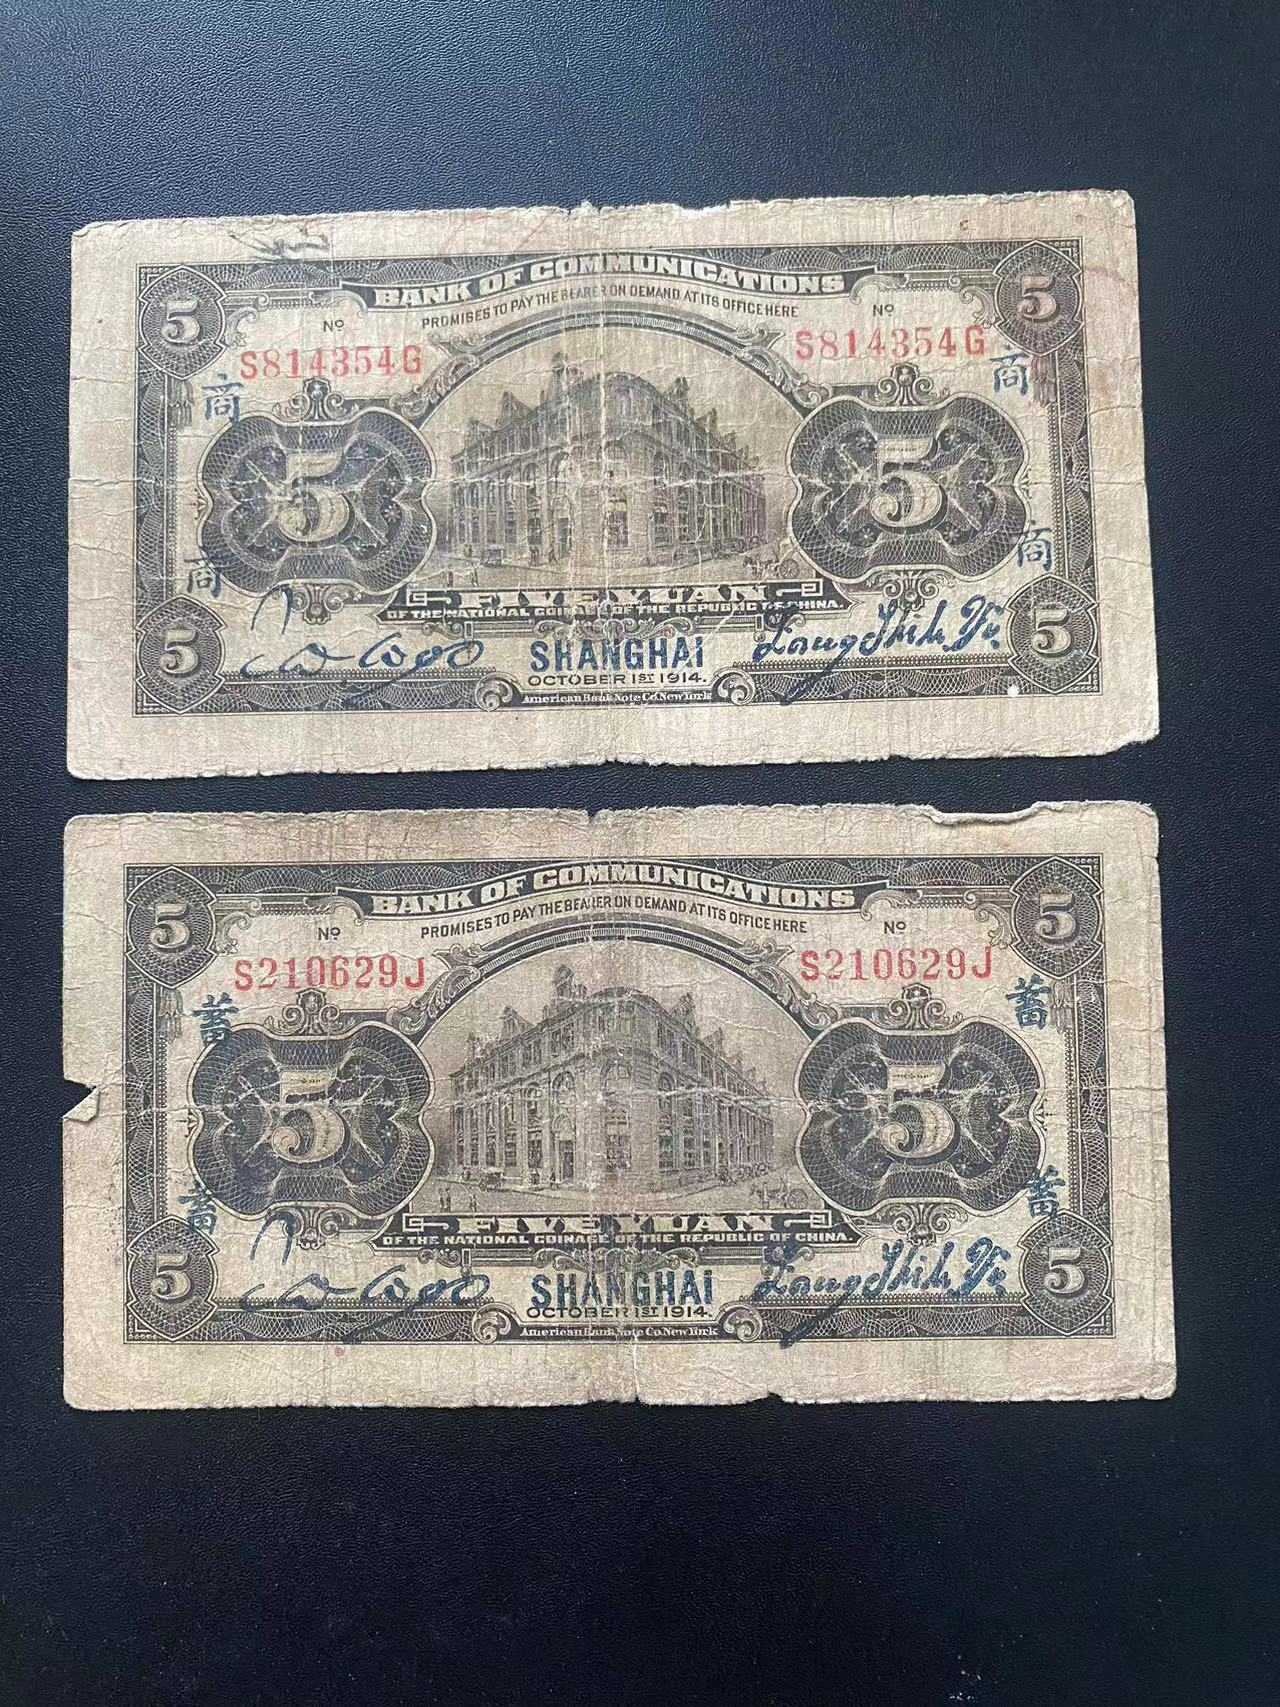 BANK OF COMMUNICATIONS
PROMISES TO PAY THE BEARER ON DEMAND AT ITS OFFICE HERE
5 5
Nº Nº
S814354G S814354G
商 商
5 5
商 商
FIVE YUAN
OF THE NATIONAL COINAGE OF THE REPUBLIC OF CHINA.
5 5
SHANGHAI
OCTOBER 1ST 1914.
American Bank Note Co. New York
BANK OF COMMUNICATIONS
PROMISES TO PAY THE BEARER ON DEMAND AT ITS OFFICE HERE
5 5
Nº Nº
S210629J S210629J
蓄 蓄
5 5
蓄 蓄
FIVE YUAN
OF THE NATIONAL COINAGE OF THE REPUBLIC OF CHINA.
5 5
SHANGHAI
OCTOBER 1ST 1914.
American Bank Note Co. New York